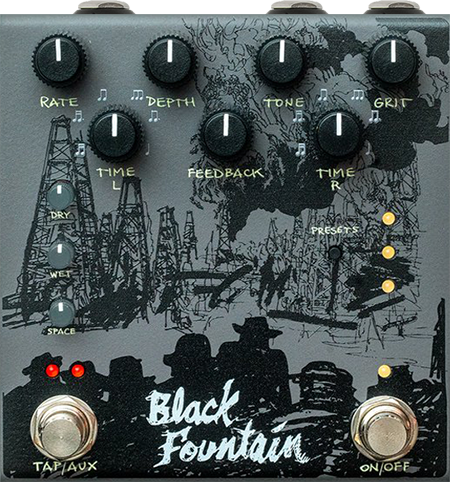 RATE DEPTH TONE GRIT
TIME L FEEDBACK TIME R
DRY
PRESETS
WET
SPACE
Black
Fountain
TAP/AUX ON/OFF